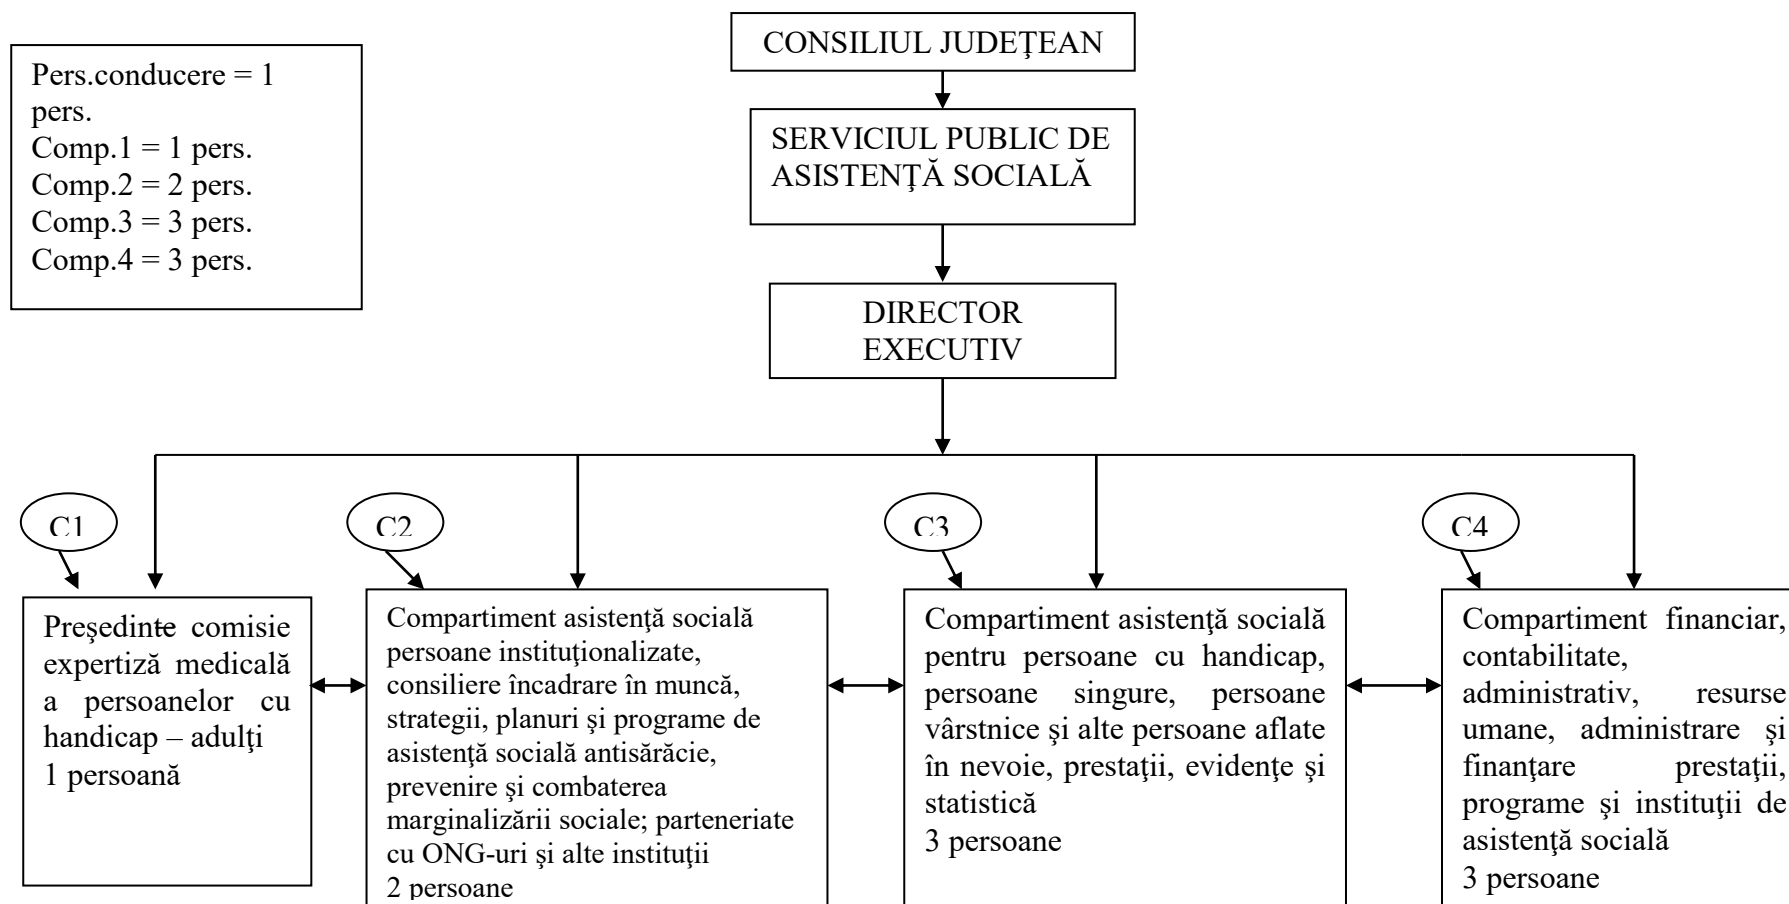 CONSILIUL JUDEŢEAN
Pers.conducere = 1
pers.
Comp.1 = 1 pers.
Comp.2 = 2 pers.
Comp.3 = 3 pers.
Comp.4 = 3 pers.
SERVICIUL PUBLIC DE
ASISTENŢĂ SOCIALĂ
DIRECTOR
EXECUTIV
C1
C2
C3
C4
Preşedinte comisie
expertiză medicală
a persoanelor cu
handicap – adulţi
1 persoană
Compartiment asistenţă socială
persoane instituţionalizate,
consiliere încadrare în muncă,
strategii, planuri şi programe de
asistenţă socială antisărăcie,
prevenire şi combaterea
marginalizării sociale; parteneriate
cu ONG-uri şi alte instituţii
2 persoane
Compartiment asistenţă socială
pentru persoane cu handicap,
persoane singure, persoane
vârstnice şi alte persoane aflate
în nevoie, prestaţii, evidenţe şi
statistică
3 persoane
Compartiment financiar,
contabilitate,
administrativ, resurse
umane, administrare şi
finanţare prestaţii,
programe şi instituţii de
asistenţă socială
3 persoane